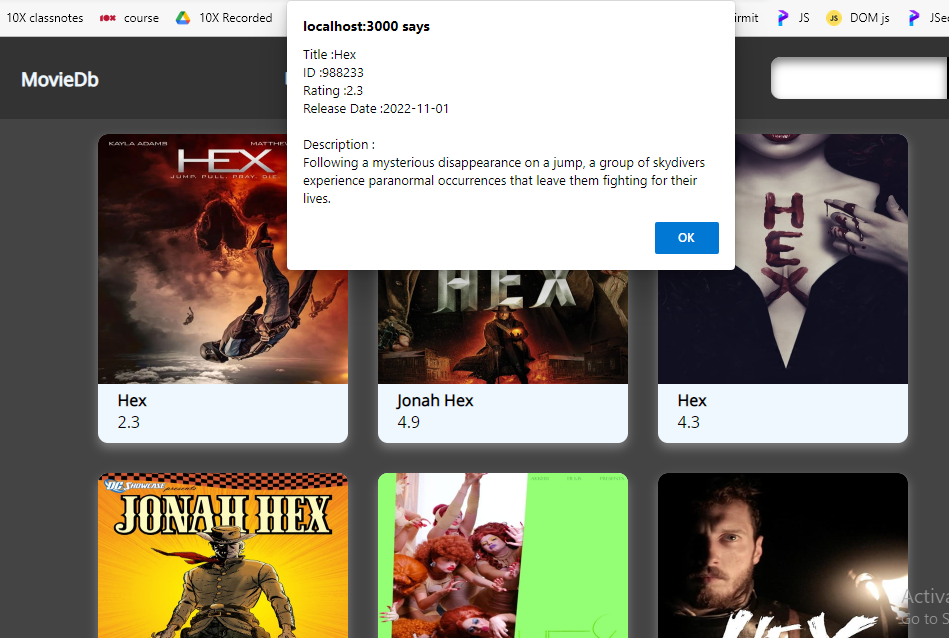 10X classnotes
10X course
10X Recorded
JS
JS DOM js
localhost:3000 says
Title :Hex
ID :988233
Rating :2.3
Release Date :2022-11-01
Description :
Following a mysterious disappearance on a jump, a group of skydivers
experience paranormal occurrences that leave them fighting for their
lives.
OK
MovieDb
KAYLA ADAMS
HEX
JUMP. PULL. PRAY. DIE.
HEX
HEX
Hex
2.3
Jonah Hex
4.9
Hex
4.3
DC SHOWCASE presents
JONAH HEX
HEX
Activa
Go to S